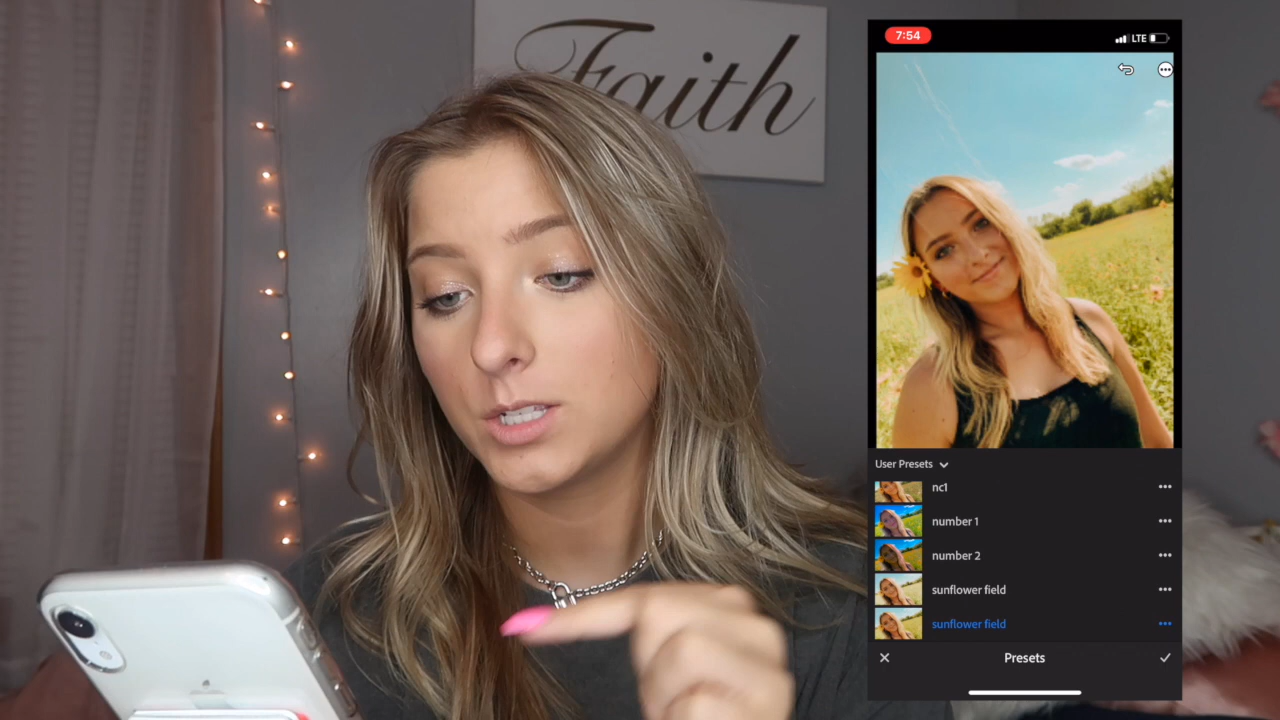 Faith
7:54
LTE
User Presets
nc1
number 1
number 2
sunflower field
sunflower field
Presets